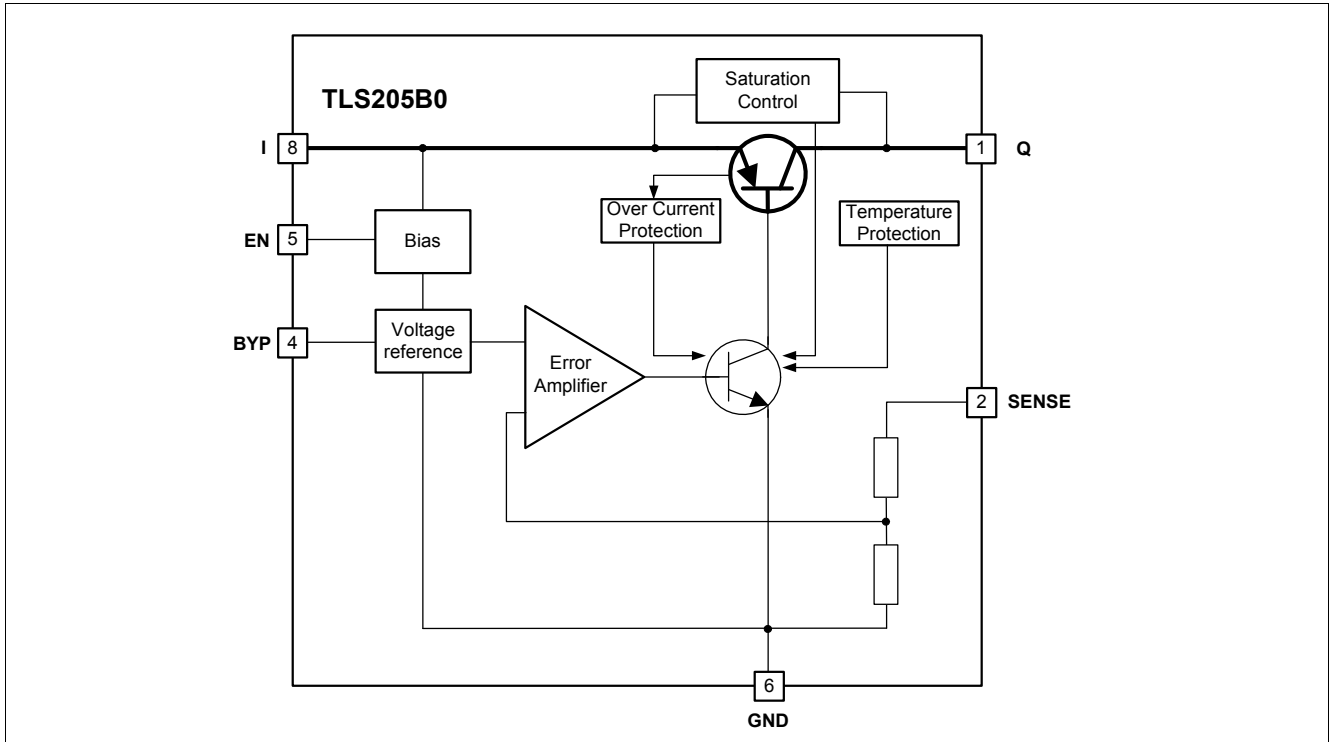 TLS205B0
Saturation
Control
I
8
1
Q
Over Current
Protection
Temperature
Protection
EN
5
Bias
BYP
4
Voltage
reference
Error
Amplifier
2
SENSE
6
GND